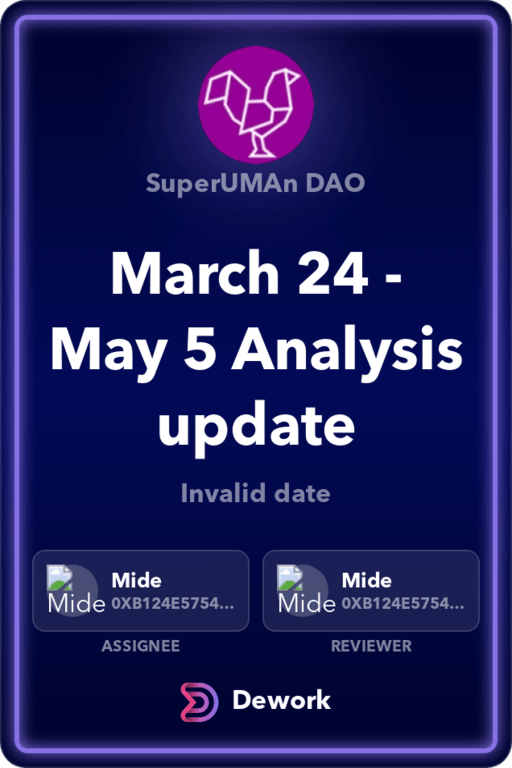 SuperUMAn DAO
March 24 -
May 5 Analysis
update
Invalid date
Mide Mide
Mide 0XB124E5754... Mide 0XB124E5754...
ASSIGNEE REVIEWER
Dework